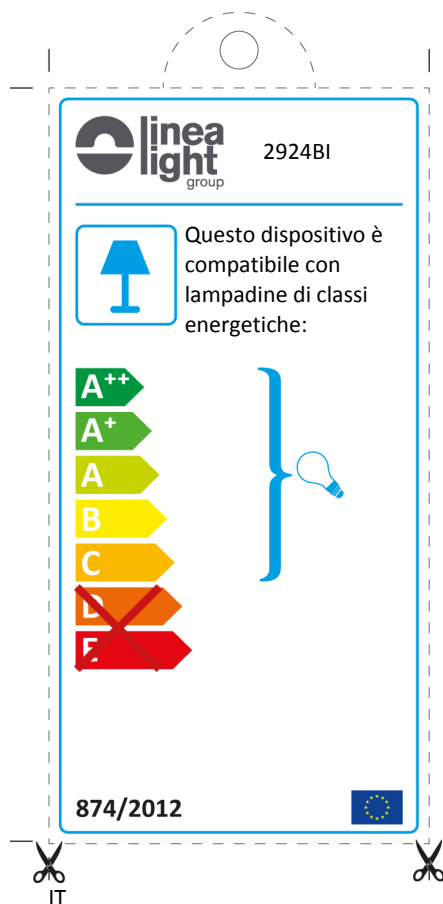 linea
light
group
2924BI
Questo dispositivo è
compatibile con
lampadine di classi
energetiche:
A++
A+
A
B
C
D
E
874/2012
IT